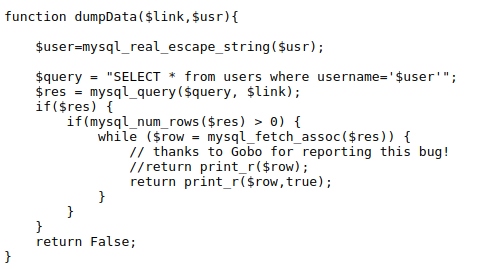 function dumpData($link,$usr){
    $user=mysql_real_escape_string($usr);
    $query = "SELECT * from users where username='$user'";
    $res = mysql_query($query, $link);
    if($res) {
        if(mysql_num_rows($res) > 0) {
            while ($row = mysql_fetch_assoc($res)) {
                // thanks to Gobo for reporting this bug!
                //return print_r($row);
                return print_r($row,true);
            }
        }
    }
    return False;
}